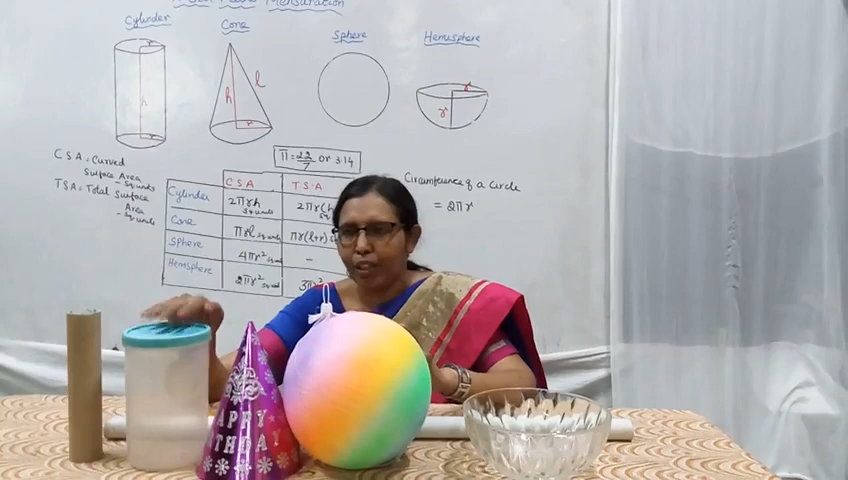 Mensuration
Cylinder
Cone
Sphere
Hemisphere
r
h
r
h
l
r
r
r
CSA = Curved
Surface Area
- Sq units
TSA = Total Surface
Area
- Sq units
π = 22/7 or 3.14
CSA TSA
Cylinder 2πrh sq units 2πr(h
Cone πrl sq units πr(l+r)
Sphere 4πr² sq units -
Hemisphere 2πr² sq units 3πr²
Circumference of a circle
= 2πr
HAPPY
BIRTHDAY